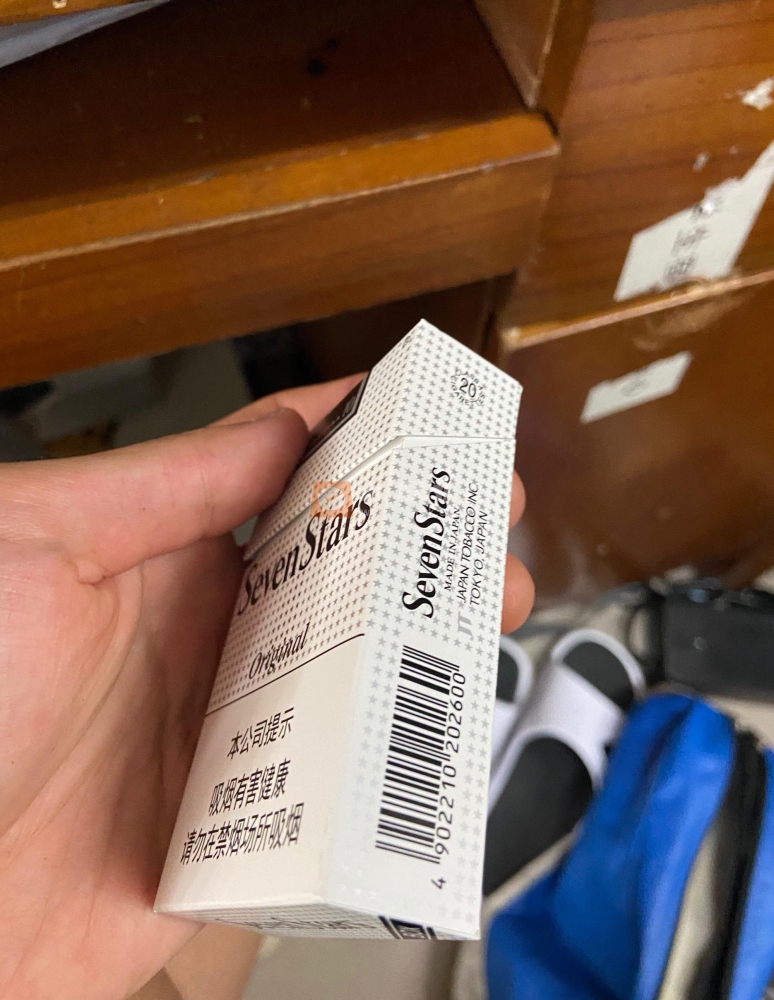 20
SevenStars
Original
本公司提示
吸烟有害健康
请勿在禁烟场所吸烟
SevenStars
MADE IN JAPAN
JAPAN TOBACCO INC.
TOKYO, JAPAN
JT
4 902210 202600